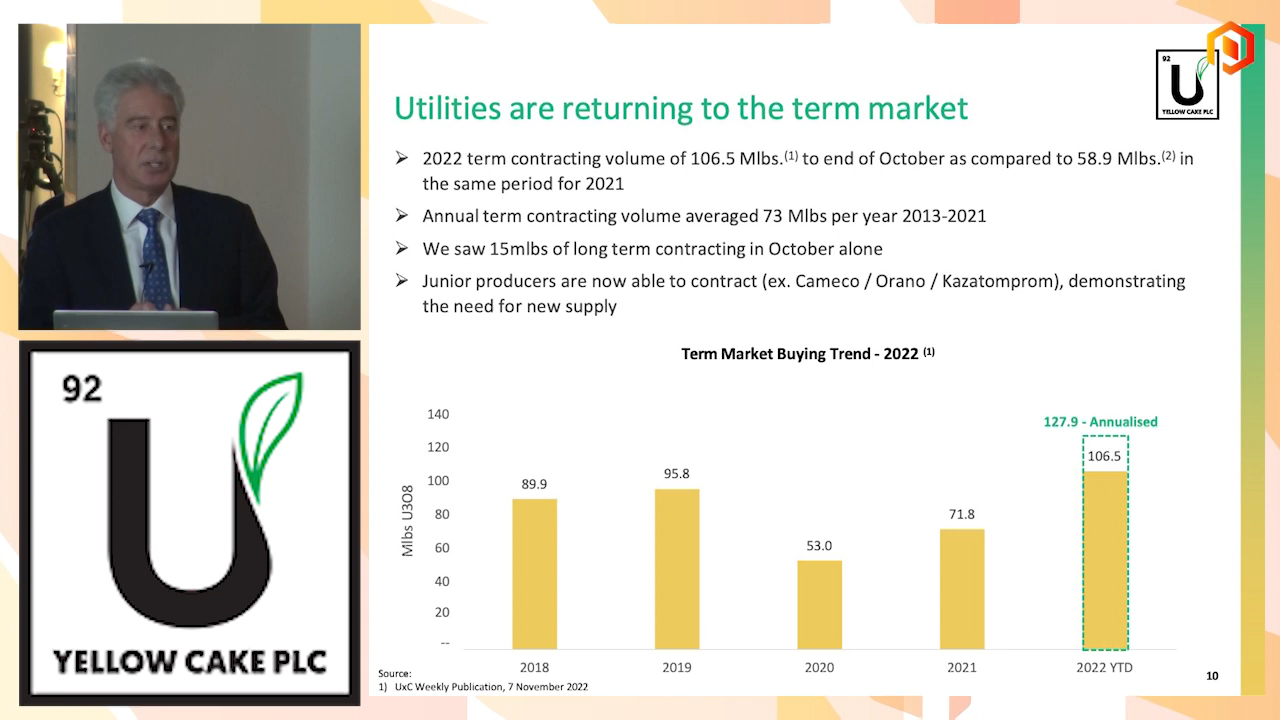 92
U
YELLOW CAKE PLC
Utilities are returning to the term market
➢ 2022 term contracting volume of 106.5 Mlbs.(1) to end of October as compared to 58.9 Mlbs.(2) in
the same period for 2021
➢ Annual term contracting volume averaged 73 Mlbs per year 2013-2021
➢ We saw 15mlbs of long term contracting in October alone
➢ Junior producers are now able to contract (ex. Cameco / Orano / Kazatomprom), demonstrating
the need for new supply
Term Market Buying Trend - 2022 (1)
Mlbs U3O8
140
120
100
80
60
40
20
--
89.9
95.8
53.0
71.8
127.9 - Annualised
106.5
2018
2019
2020
2021
2022 YTD
Source:
1) UxC Weekly Publication, 7 November 2022
10
92
U
YELLOW CAKE PLC